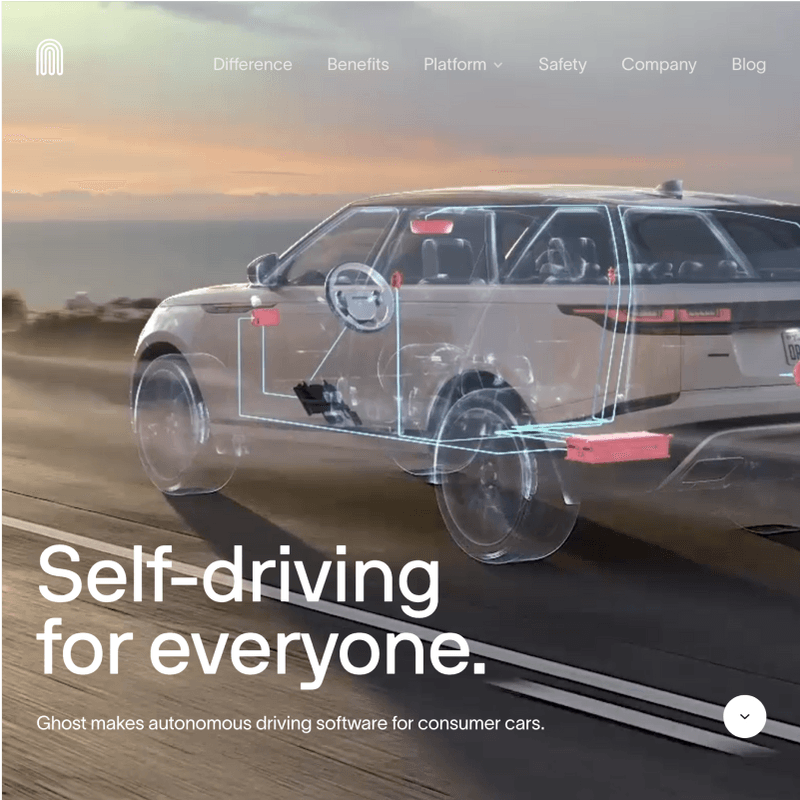 Difference Benefits Platform Safety Company Blog
Self-driving
for everyone.
Ghost makes autonomous driving software for consumer cars.